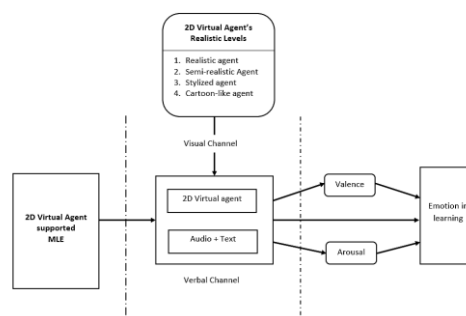 2D Virtual Agent's
Realistic Levels
1. Realistic agent
2. Semi-realistic Agent
3. Stylized agent
4. Cartoon-like agent
Visual Channel
2D Virtual Agent
supported
MLE
2D Virtual agent
Audio + Text
Verbal Channel
Valence
Arousal
Emotion in
learning